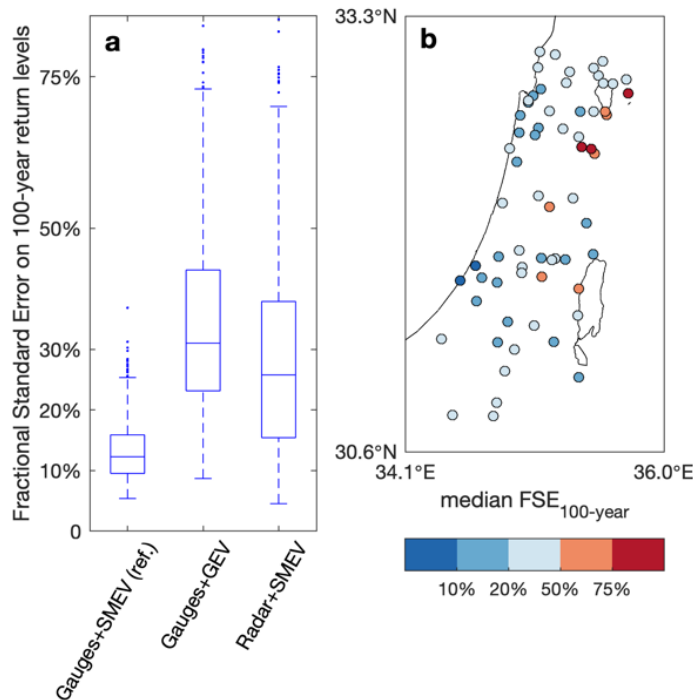 a
Fractional Standard Error on 100-year return levels
75%
50%
30%
20%
10%
0
Gauges+SMEV (ref.)
Gauges+GEV
Radar+SMEV
b
33.3°N
30.6°N
34.1°E
36.0°E
median FSE100-year
10%
20%
50%
75%